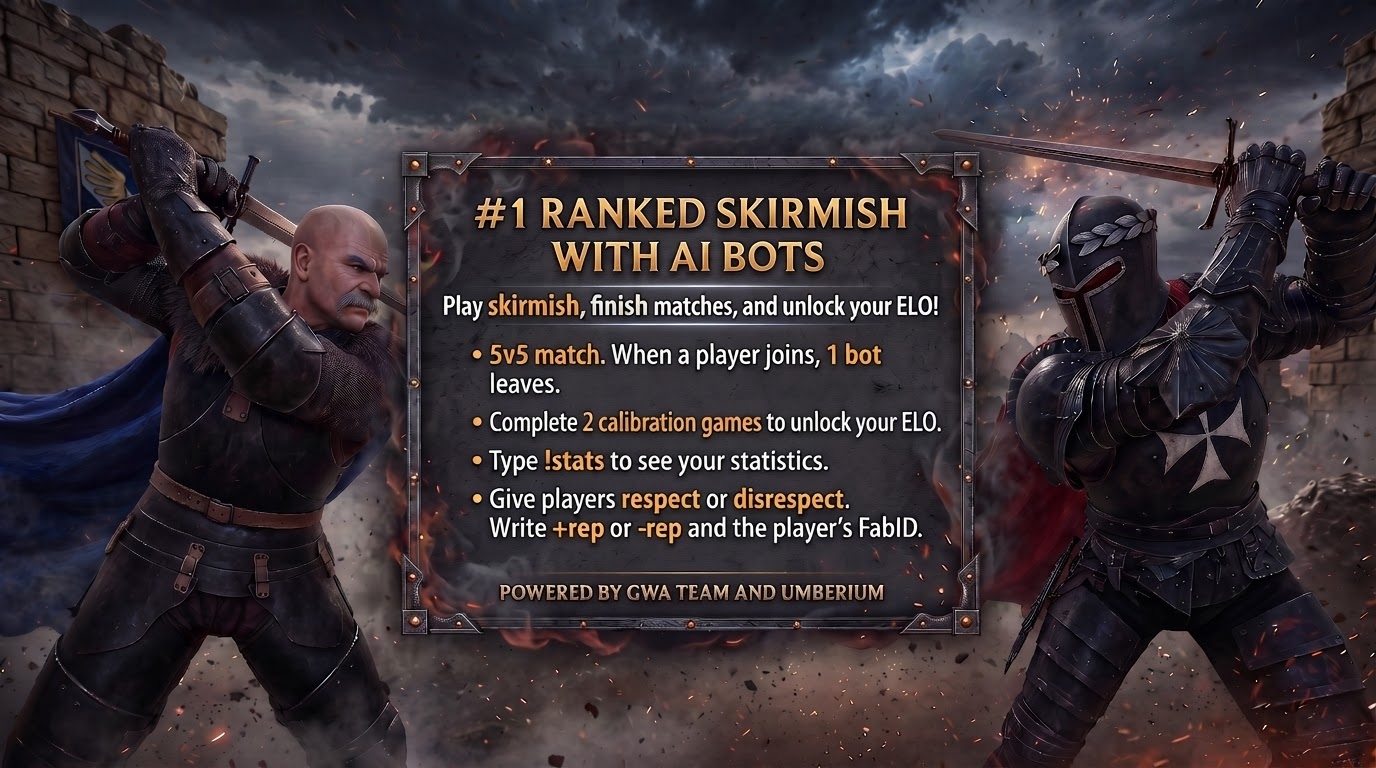 #1 RANKED SKIRMISH
WITH AI BOTS
Play skirmish, finish matches, and unlock your ELO!
• 5v5 match. When a player joins, 1 bot
leaves.
• Complete 2 calibration games to unlock your ELO.
• Type !stats to see your statistics.
• Give players respect or disrespect.
Write +rep or -rep and the player's FabID.
POWERED BY GWA TEAM AND UMBERIUM